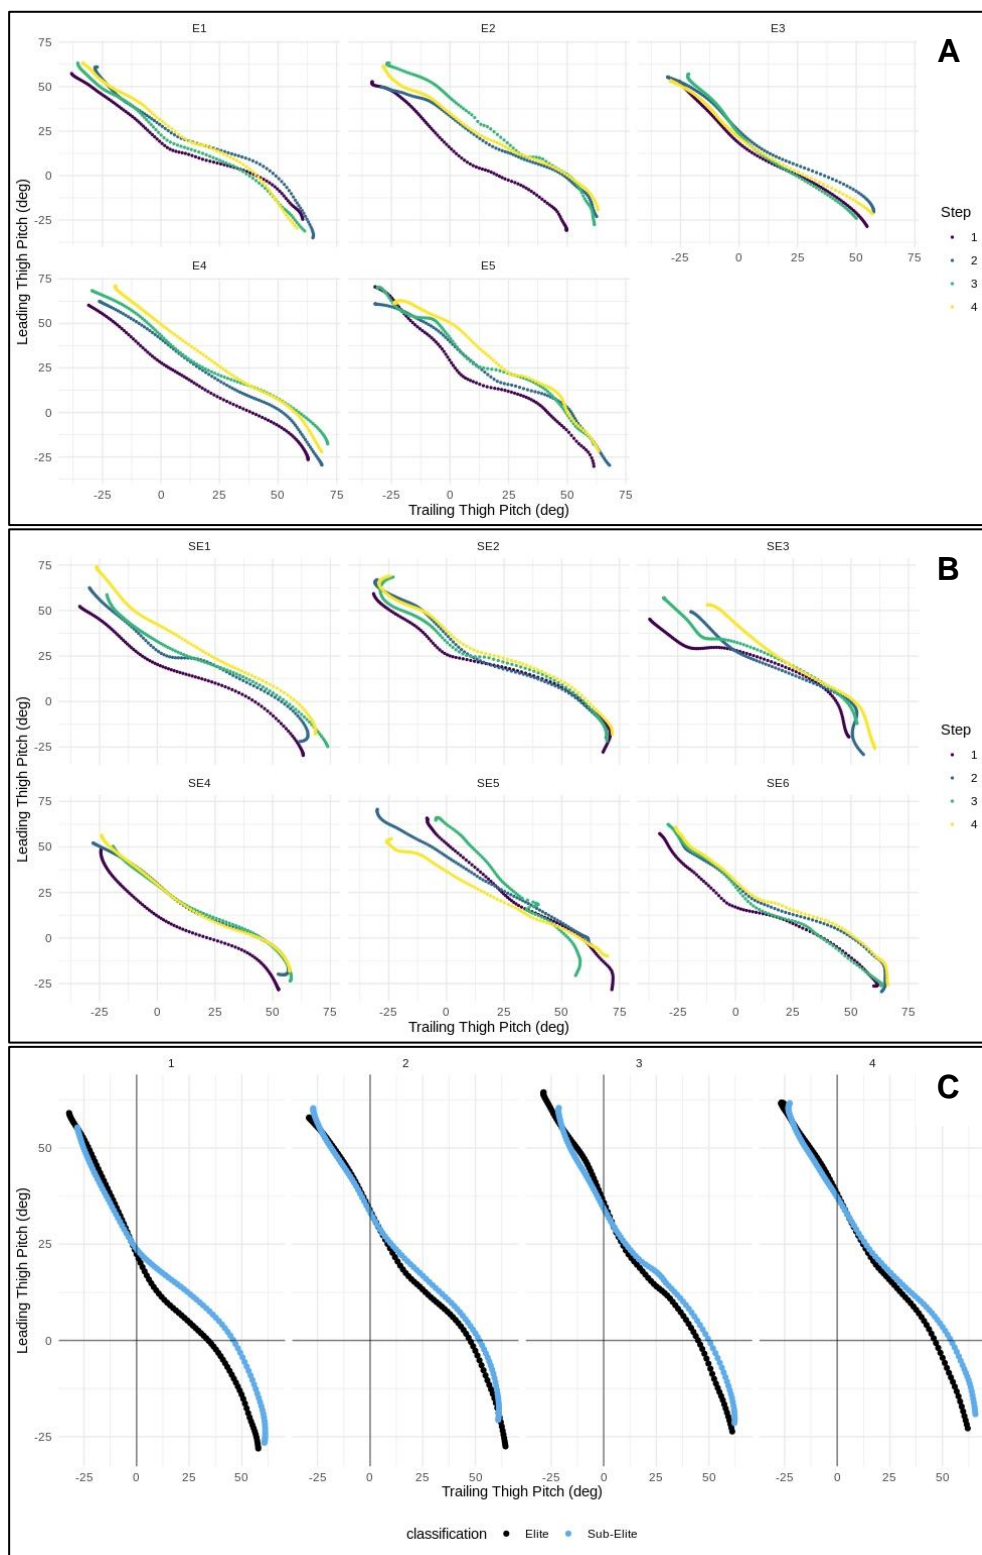 E1 E2 E3
A
75
50
25
0
-25
-25 0 25 50 75
E4 E5
75
50
25
0
-25
-25 0 25 50 75 -25 0 25 50 75
Leading Thigh Pitch (deg)
Trailing Thigh Pitch (deg)
Step
1
2
3
4
SE1 SE2 SE3
B
75
50
25
0
-25
SE4 SE5 SE6
75
50
25
0
-25
-25 0 25 50 75 -25 0 25 50 75 -25 0 25 50 75
Leading Thigh Pitch (deg)
Trailing Thigh Pitch (deg)
Step
1
2
3
4
1 2 3 4
C
50
25
0
-25
-25 0 25 50 -25 0 25 50 -25 0 25 50 -25 0 25 50
Leading Thigh Pitch (deg)
Trailing Thigh Pitch (deg)
classification Elite Sub-Elite